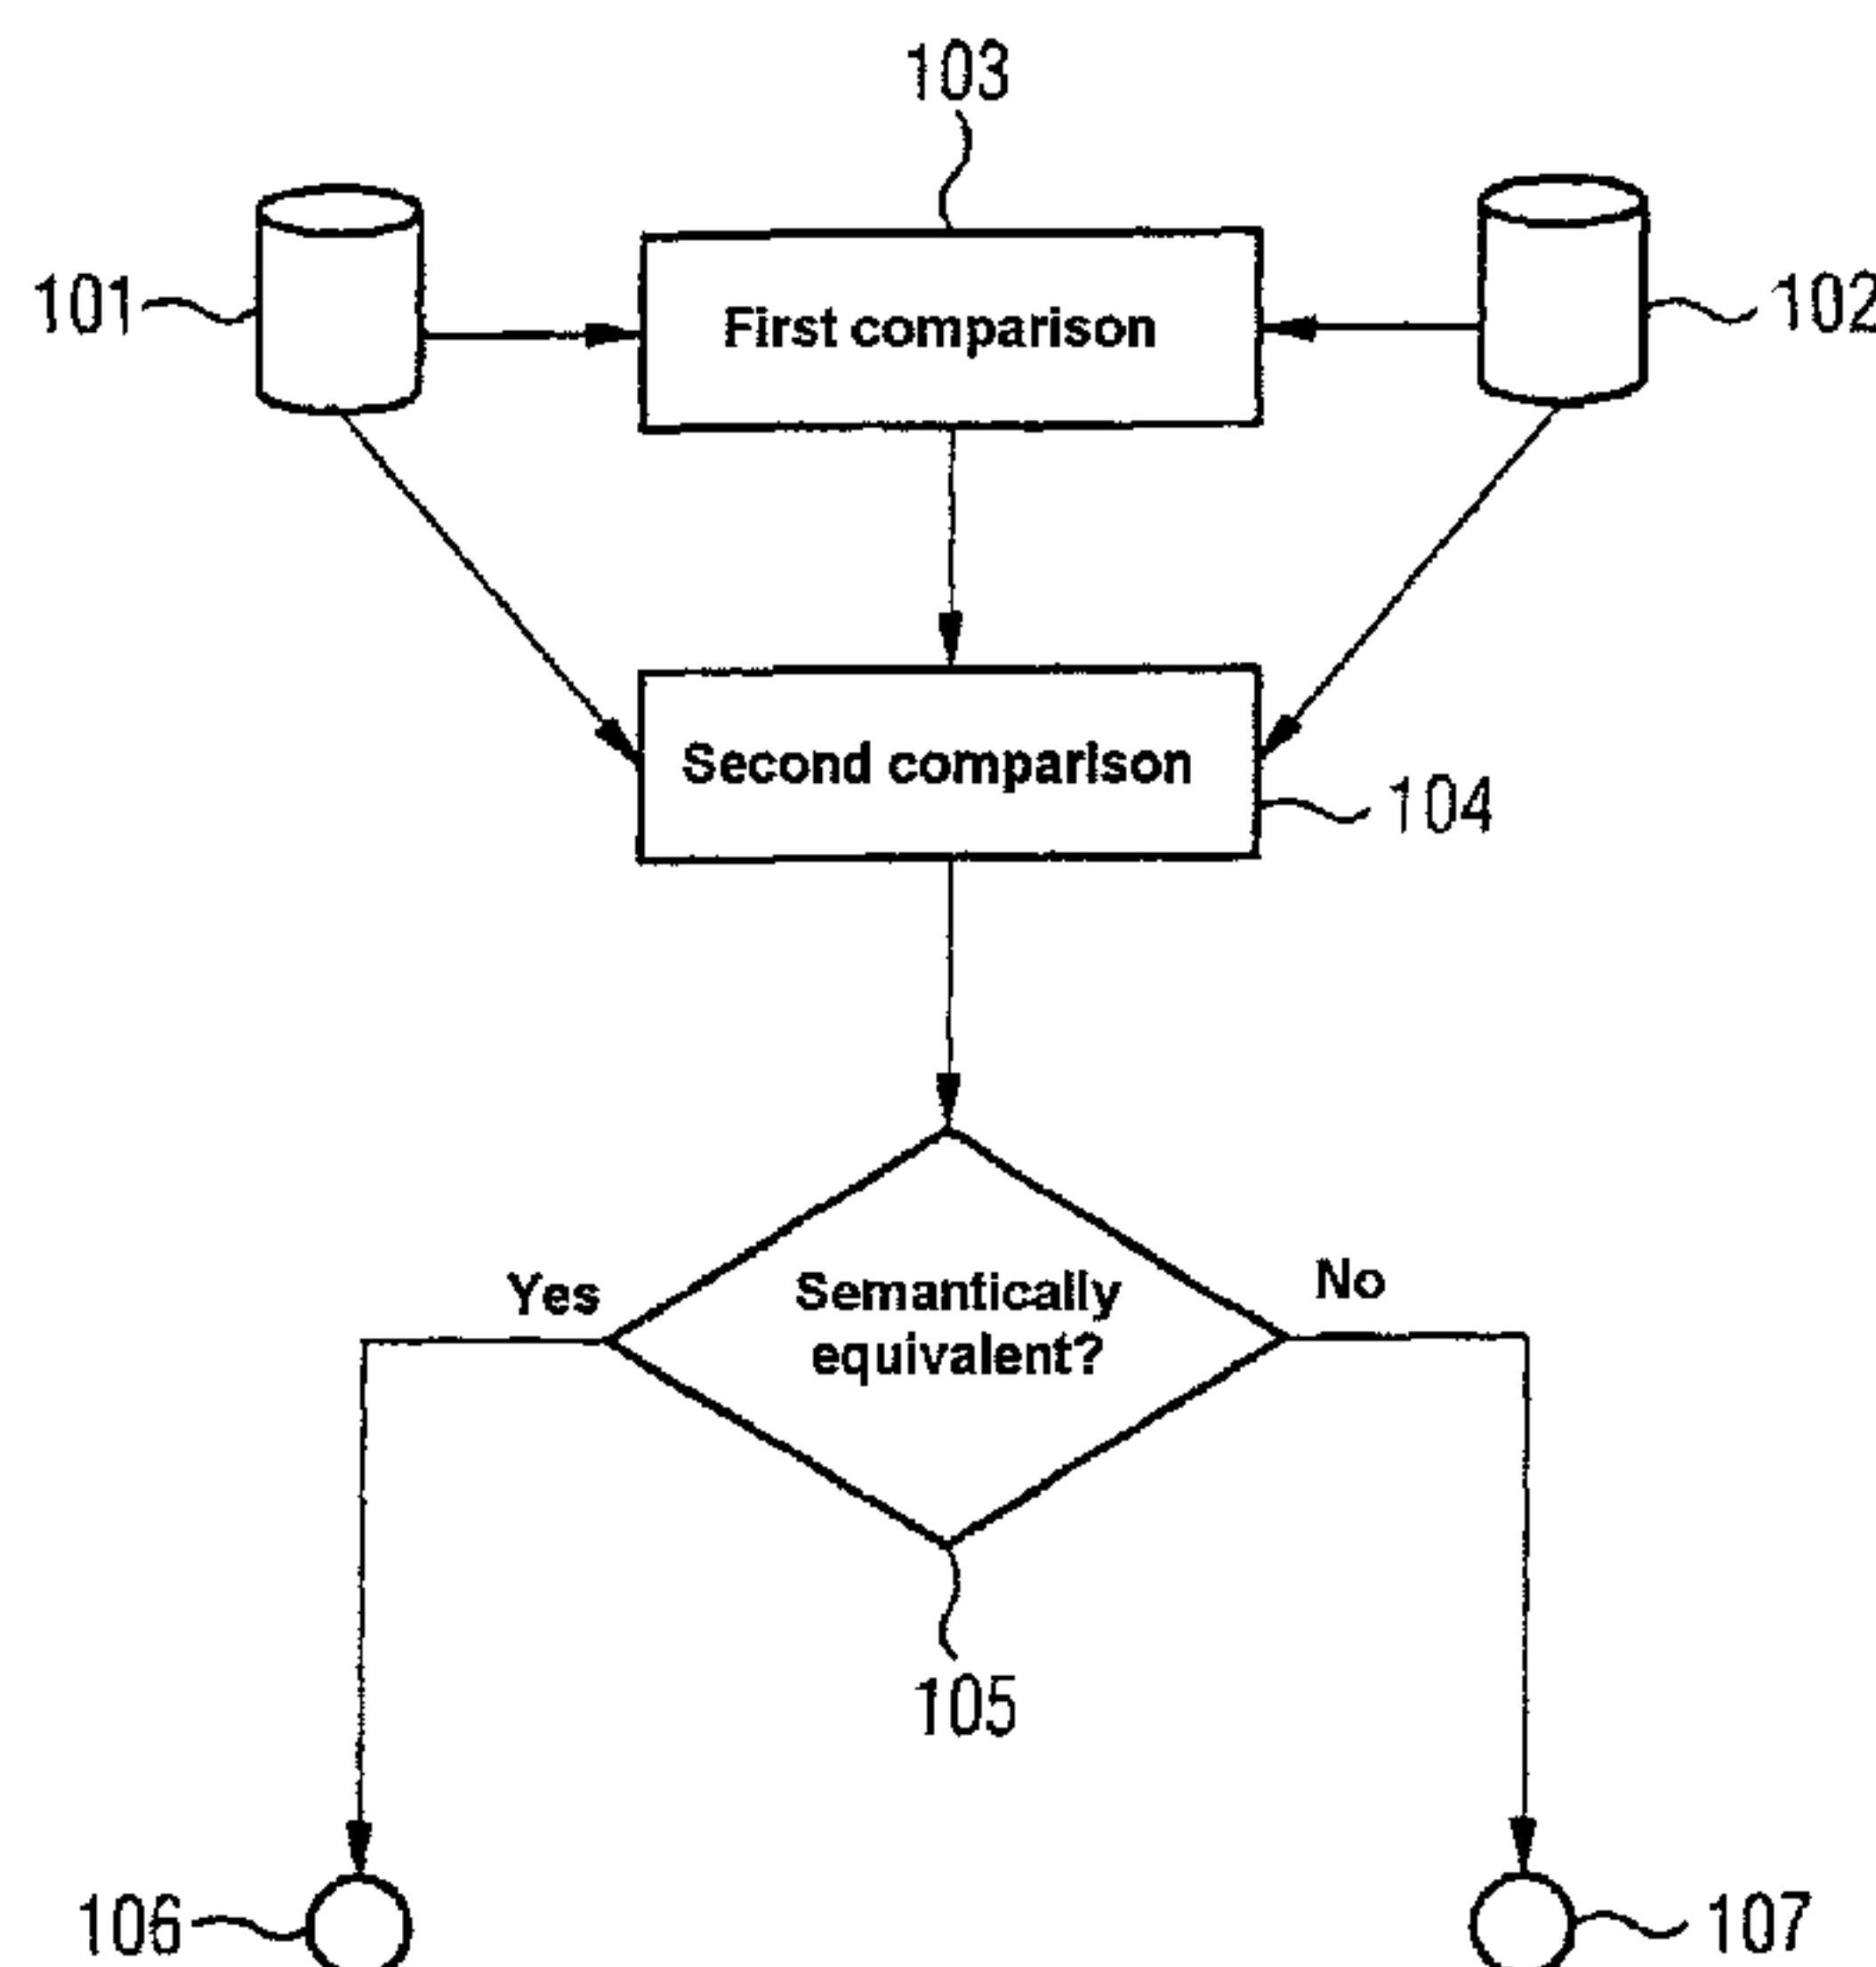 103
101
First comparison
102
Second comparison
104
Yes
Semantically
equivalent?
No
105
106
107